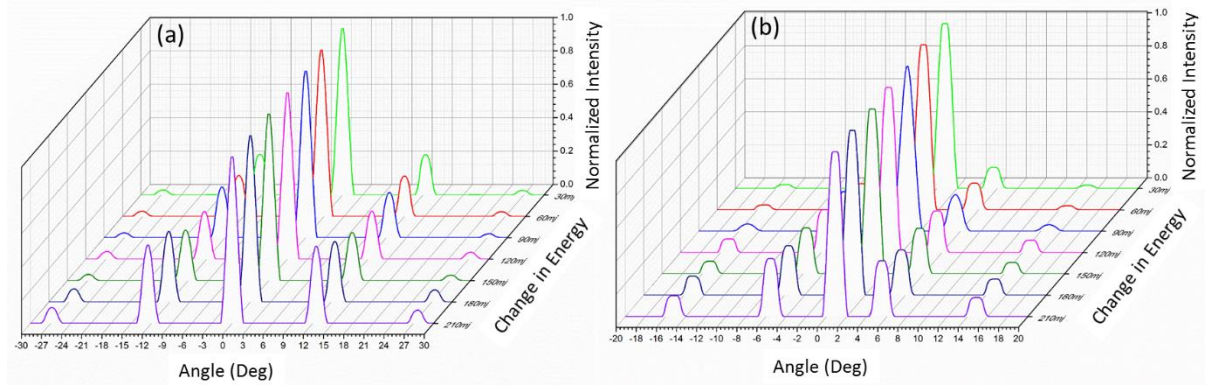 (a)
1.0
0.8
0.6
0.4
0.2
0.0
Normalized Intensity
30mj
60mj
90mj
120mj
150mj
180mj
210mj
Change in Energy
-30 -27 -24 -21 -18 -15 -12 -9 -6 -3 0 3 6 9 12 15 18 21 24 27 30
Angle (Deg)
(b)
1.0
0.8
0.6
0.4
0.2
0.0
Normalized Intensity
30mj
60mj
90mj
120mj
150mj
180mj
210mj
Change in Energy
-20 -18 -16 -14 -12 -10 -8 -6 -4 -2 0 2 4 6 8 10 12 14 16 18 20
Angle (Deg)